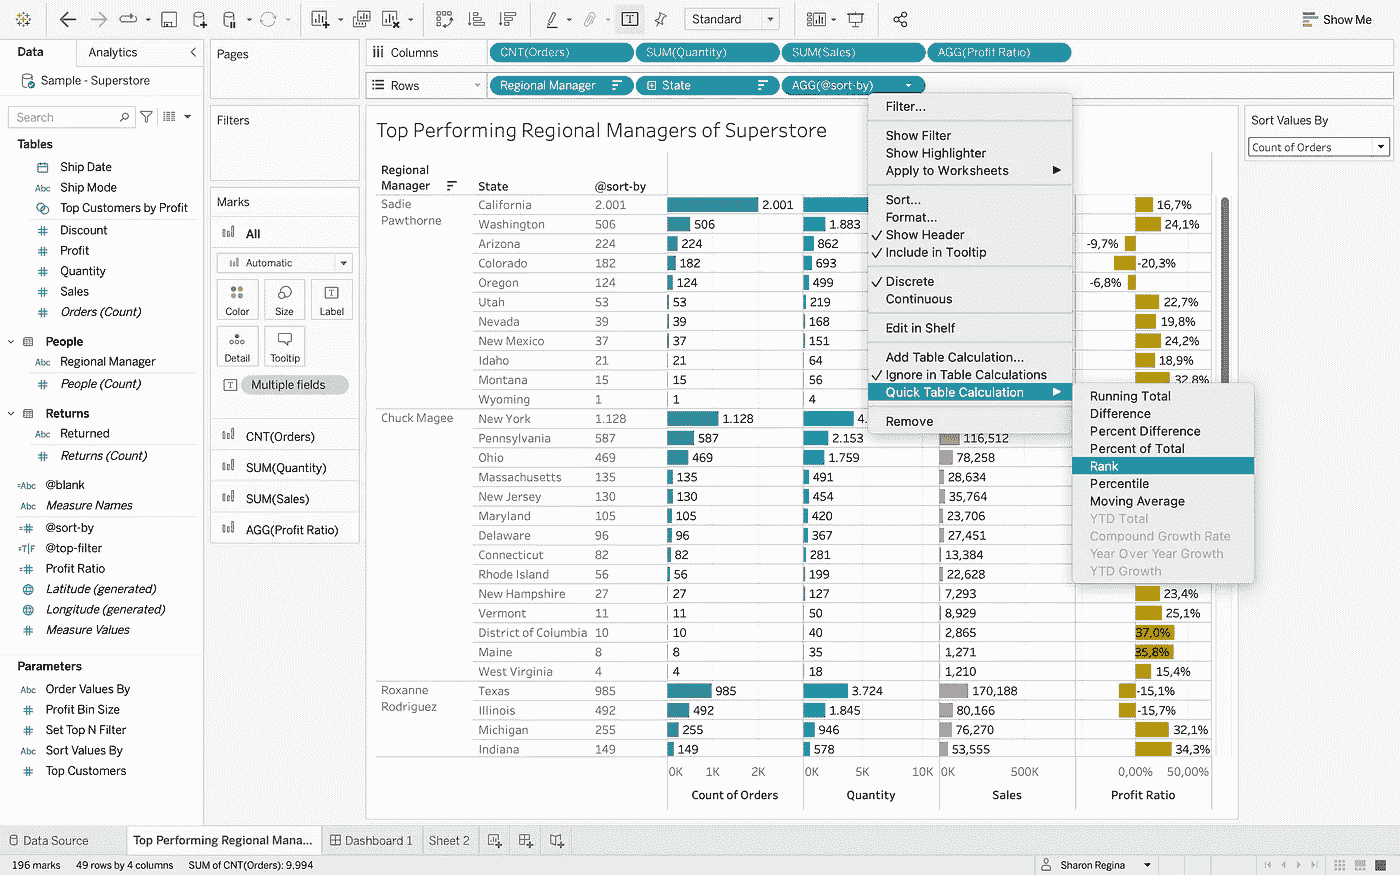 Standard
Show Me
Data
Analytics
Pages
Columns
CNT(Orders)
SUM(Quantity)
SUM(Sales)
AGG(Profit Ratio)
Sample - Superstore
Rows
Regional Manager
State
AGG(@sort-by)
Search
Filters
Tables
Ship Date
Abc Ship Mode
Top Customers by Profit
Discount
Profit
Quantity
Sales
Orders (Count)
People
Abc Regional Manager
People (Count)
Returns
Abc Returned
Returns (Count)
=Abc @blank
Abc Measure Names
@sort-by
=T|F @top-filter
Profit Ratio
Latitude (generated)
Longitude (generated)
Measure Values
Parameters
Abc Order Values By
Profit Bin Size
Set Top N Filter
Abc Sort Values By
Top Customers
Marks
All
Automatic
Color Size Label
Detail Tooltip
Multiple fields
CNT(Orders)
SUM(Quantity)
SUM(Sales)
AGG(Profit Ratio)
Top Performing Regional Managers of Superstore
Regional
Manager State @sort-by
Sadie
Pawthorne
California 2.001 2.001 16,7%
Washington 506 506 1.883 24,1%
Arizona 224 224 862 -9,7%
Colorado 182 182 693 -20,3%
Oregon 124 124 499 -6,8%
Utah 53 53 219 22,7%
Nevada 39 39 168 19,8%
New Mexico 37 37 151 24,2%
Idaho 21 21 64 18,9%
Montana 15 15 56 32,8%
Wyoming 1 1 4
Chuck Magee New York 1.128 1.128 4.
Pennsylvania 587 587 2.153 116,512
Ohio 469 469 1.759 78,258
Massachusetts 135 135 491 28,634
New Jersey 130 130 454 35,764
Maryland 105 105 420 23,706
Delaware 96 96 367 27,451
Connecticut 82 82 281 13,384
Rhode Island 56 56 199 22,628
New Hampshire 27 27 127 7,293 23,4%
Vermont 11 11 50 8,929 25,1%
District of Columbia 10 10 40 2,865 37,0%
Maine 8 8 35 1,271 35,8%
West Virginia 4 4 18 1,210 15,4%
Roxanne
Rodriguez
Texas 985 985 3.724 170,188 -15,1%
Illinois 492 492 1.845 80,166 -15,7%
Michigan 255 255 946 76,270 32,1%
Indiana 149 149 578 53,555 34,3%
0K 1K 2K 0K 5K 10K 0K 500K 0,00% 50,00%
Count of Orders Quantity Sales Profit Ratio
Filter...
Show Filter
Show Highlighter
Apply to Worksheets
Sort...
Format...
Show Header
Include in Tooltip
Discrete
Continuous
Edit in Shelf
Add Table Calculation...
Ignore in Table Calculations
Quick Table Calculation
Remove
Running Total
Difference
Percent Difference
Percent of Total
Rank
Percentile
Moving Average
YTD Total
Compound Growth Rate
Year Over Year Growth
YTD Growth
Sort Values By
Count of Orders
Data Source
Top Performing Regional Mana...
Dashboard 1
Sheet 2
196 marks 49 rows by 4 columns SUM of CNT(Orders): 9,994
Sharon Regina